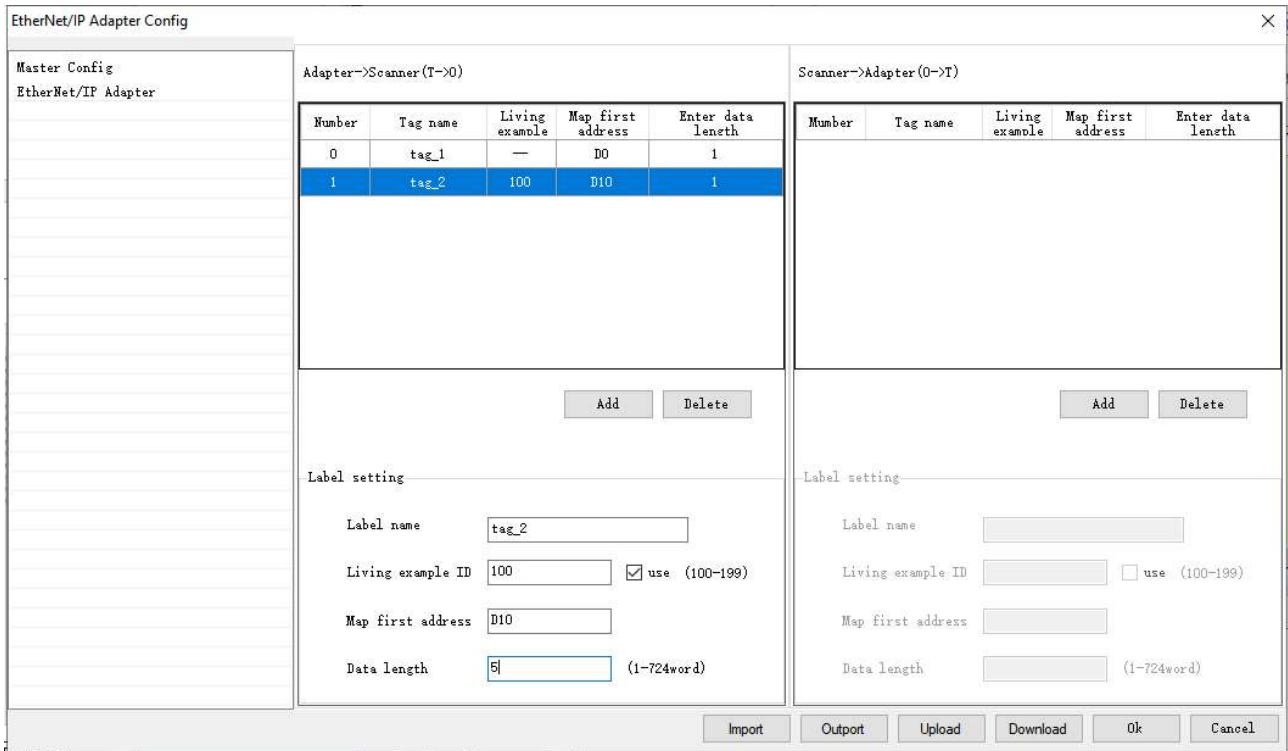 EtherNet/IP Adapter Config
Master Config
EtherNet/IP Adapter
Adapter->Scanner(T->O)
Number Tag name Living example Map first address Enter data length
0 tag_1 — D0 1
1 tag_2 100 D10 1
Add Delete
Label setting
Label name tag_2
Living example ID 100 use (100-199)
Map first address D10
Data length 5 (1-724word)
Scanner->Adapter(O->T)
Mumber Tag name Living example Map first address Enter data length
Add Delete
Label setting
Label name
Living example ID use (100-199)
Map first address
Data length (1-724word)
Import Outport Upload Download Ok Cancel